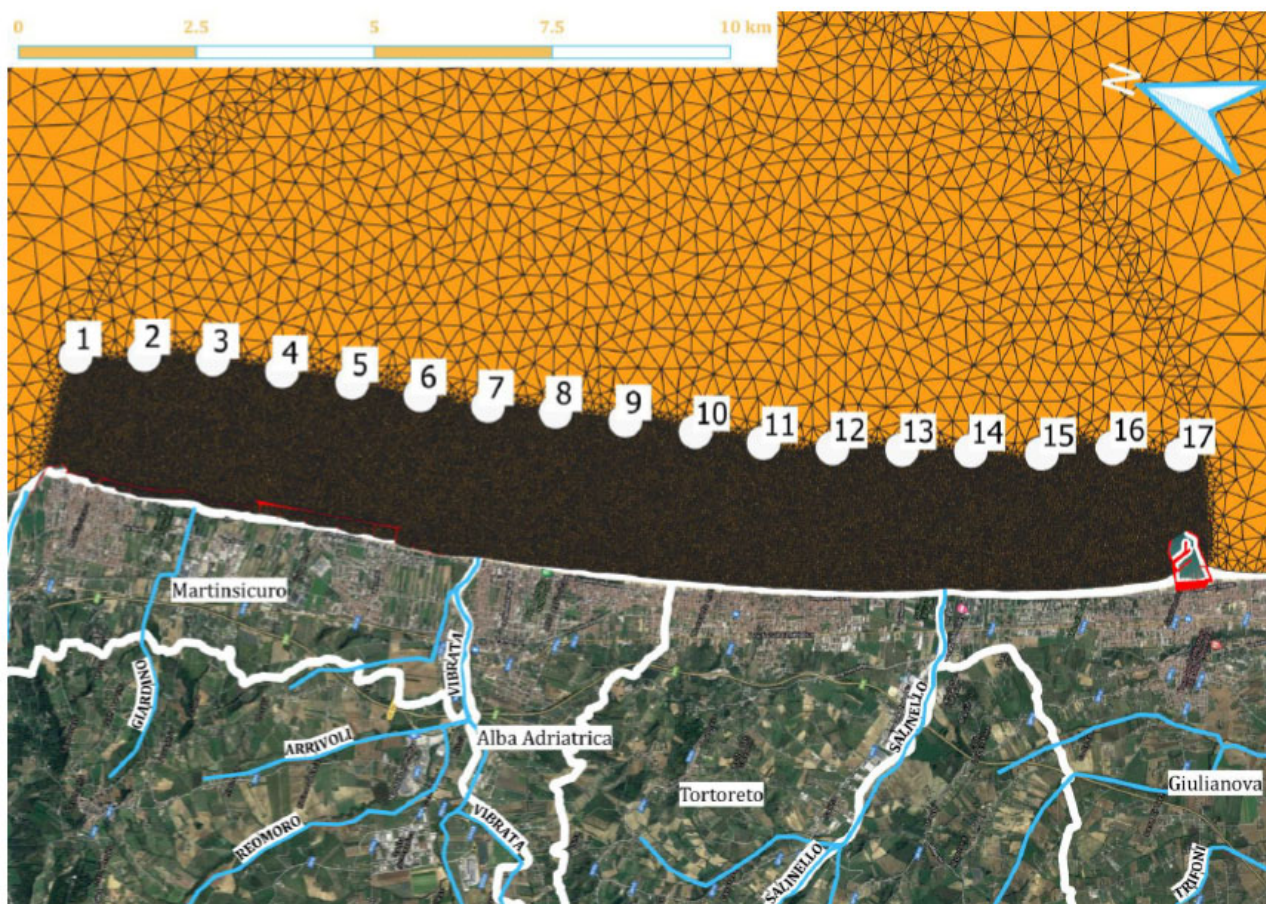 0 2.5 5 7.5 10 km
N
1 2 3 4 5 6 7 8 9 10 11 12 13 14 15 16 17
Martinsicuro
GIARDINO
VIBRATA
ARRIVOLI
Alba Adriatrica
SALINELLO
REOMORO
VIBRATA
Tortoreto
Giulianova
SALINELLO
TRIFONI